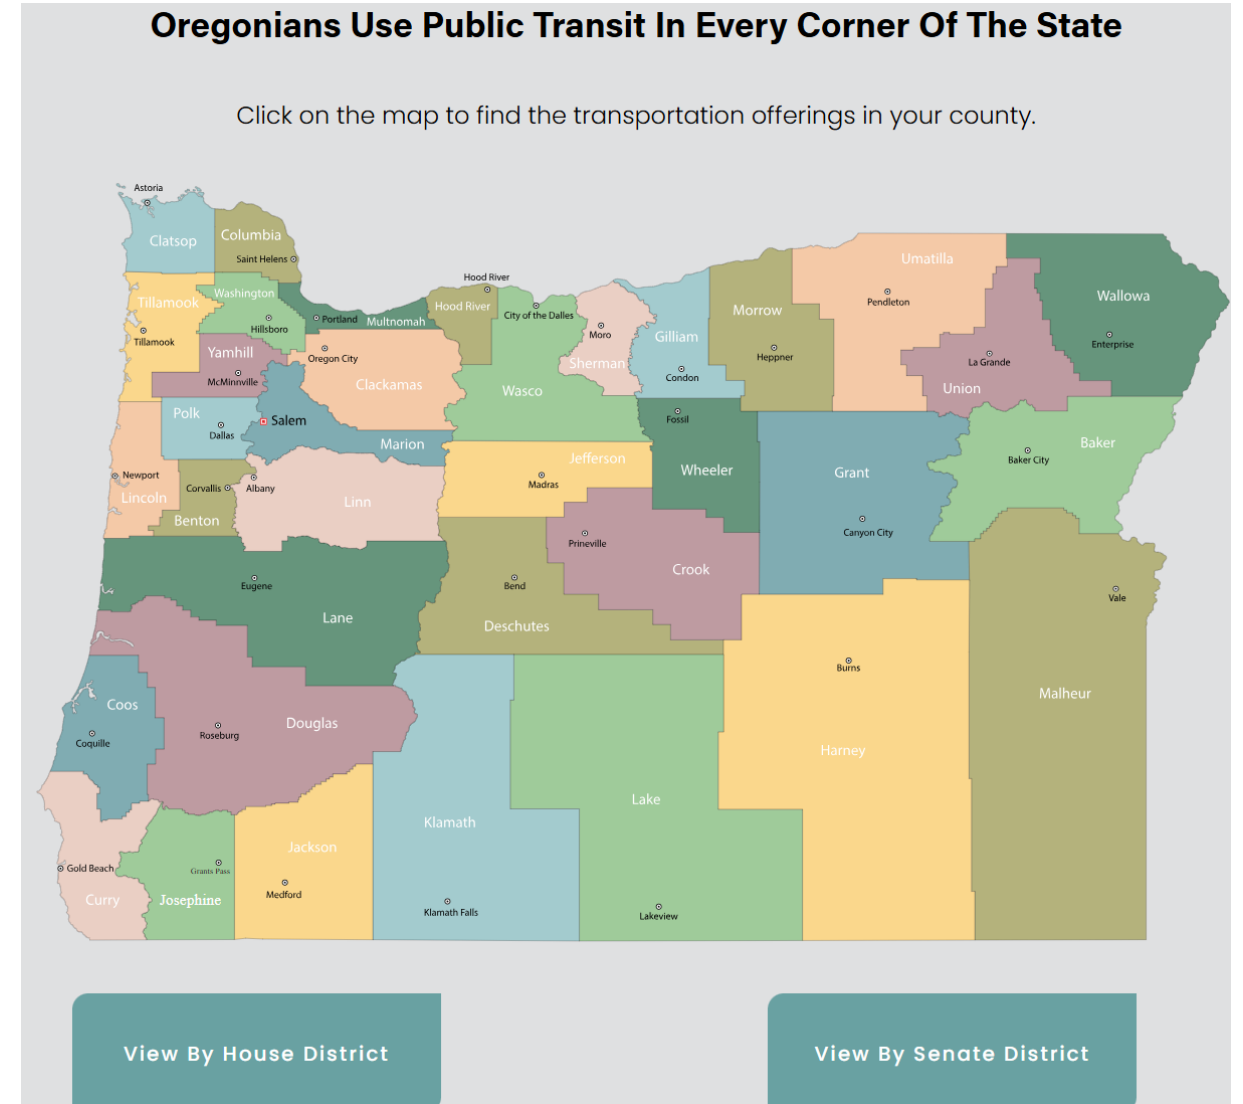 Oregonians Use Public Transit In Every Corner Of The State
Click on the map to find the transportation offerings in your county.
Astoria
Clatsop
Columbia
Saint Helens
Umatilla
Pendleton
Wallowa
Enterprise
Tillamook
Tillamook
Washington
Hillsboro
Portland
Multnomah
Hood River
Hood River
City of the Dalles
Moro
Sherman
Gilliam
Condon
Morrow
Heppner
La Grande
Union
Yamhill
McMinnville
Oregon City
Clackamas
Wasco
Polk
Dallas
Salem
Marion
Fossil
Wheeler
Grant
Canyon City
Baker
Baker City
Newport
Lincoln
Corvallis
Benton
Albany
Linn
Jefferson
Madras
Prineville
Crook
Eugene
Lane
Bend
Deschutes
Vale
Malheur
Burns
Harney
Coos
Coquille
Roseburg
Douglas
Klamath
Klamath Falls
Lake
Lakeview
Jackson
Medford
Gold Beach
Curry
Grants Pass
Josephine
View By House District
View By Senate District